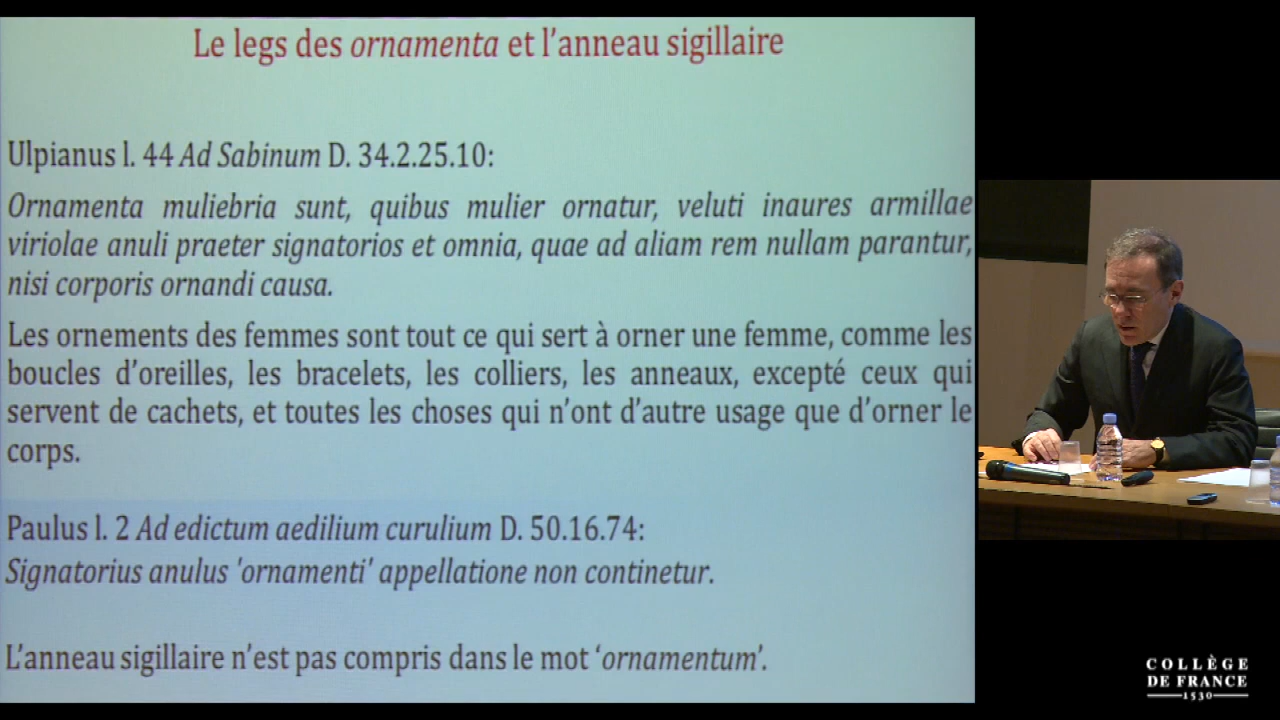 Le legs des ornamenta et l'anneau sigillaire
Ulpianus l. 44 Ad Sabinum D. 34.2.25.10:
Ornamenta muliebria sunt, quibus mulier ornatur, veluti inaures armillae
viriolae anuli praeter signatorios et omnia, quae ad aliam rem nullam parantur,
nisi corporis ornandi causa.
Les ornements des femmes sont tout ce qui sert à orner une femme, comme les
boucles d'oreilles, les bracelets, les colliers, les anneaux, excepté ceux qui
servent de cachets, et toutes les choses qui n'ont d'autre usage que d'orner le
corps.
Paulus l. 2 Ad edictum aedilium curulium D. 50.16.74:
Signatorius anulus 'ornamenti' appellatione non continetur.
L'anneau sigillaire n'est pas compris dans le mot 'ornamentum'.
COLLÈGE
DE FRANCE
1530